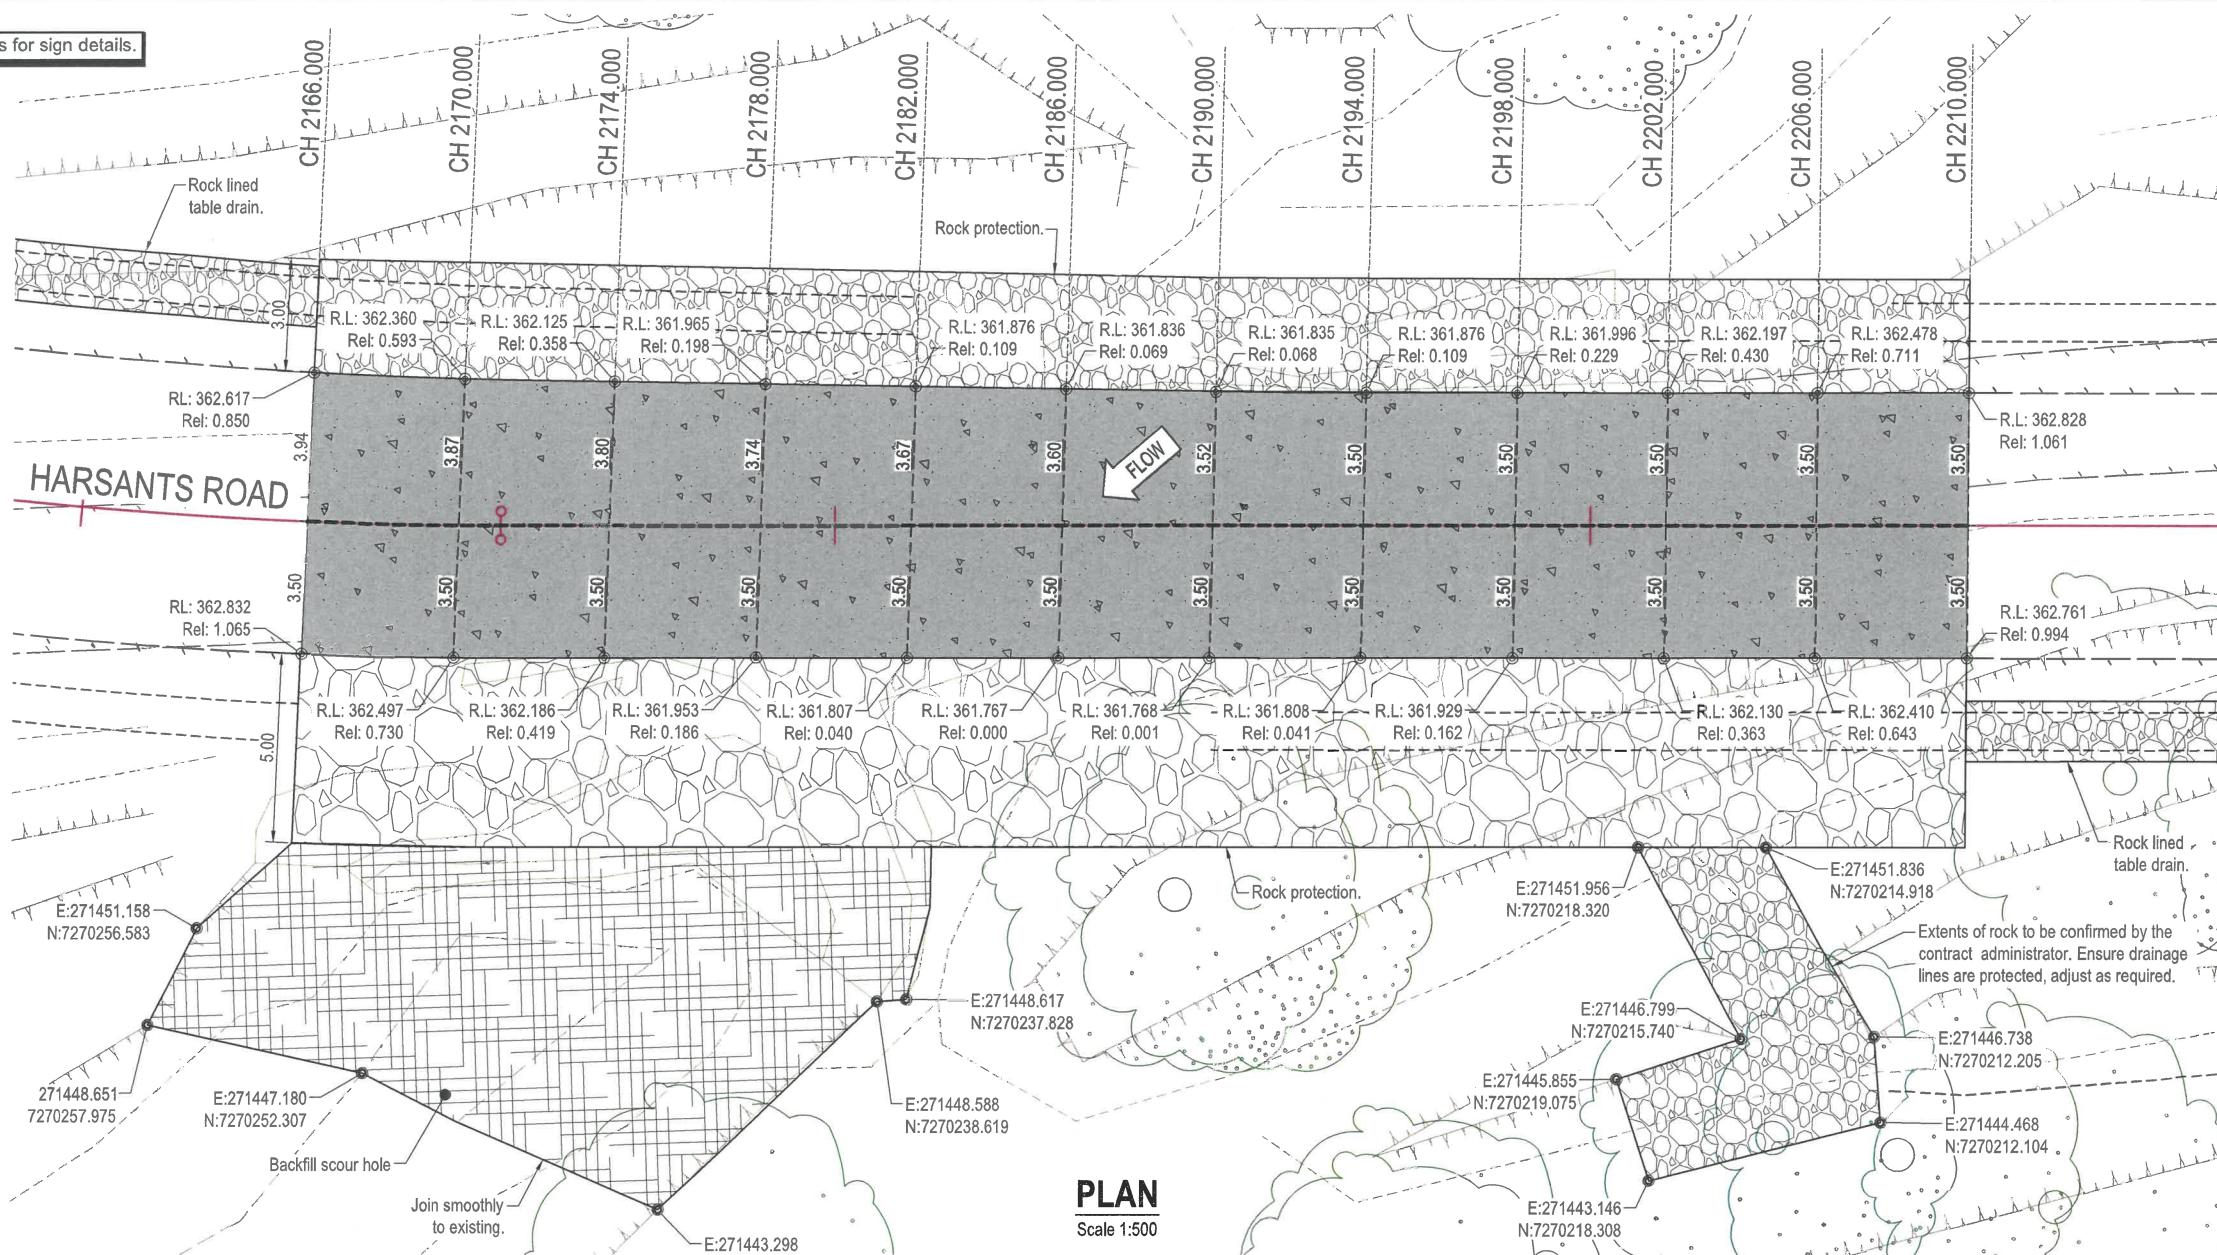 s for sign details.
CH 2166.000
CH 2170.000
CH 2174.000
CH 2178.000
CH 2182.000
CH 2186.000
CH 2190.000
CH 2194.000
CH 2198.000
CH 2202.000
CH 2206.000
CH 2210.000
Rock lined
table drain.
Rock protection.
3.00
R.L: 362.360
Rel: 0.593
R.L: 362.125
Rel: 0.358
R.L: 361.965
Rel: 0.198
R.L: 361.876
Rel: 0.109
R.L: 361.836
Rel: 0.069
R.L: 361.835
Rel: 0.068
R.L: 361.876
Rel: 0.109
R.L: 361.996
Rel: 0.229
R.L: 362.197
Rel: 0.430
R.L: 362.478
Rel: 0.711
RL: 362.617
Rel: 0.850
R.L: 362.828
Rel: 1.061
3.94
3.87
3.80
3.74
3.67
3.60
FLOW
3.52
3.50
3.50
3.50
3.50
3.50
HARSANTS ROAD
3.50
3.50
3.50
3.50
3.50
3.50
3.50
3.50
3.50
3.50
3.50
3.50
RL: 362.832
Rel: 1.065
R.L: 362.761
Rel: 0.994
5.00
R.L: 362.497
Rel: 0.730
R.L: 362.186
Rel: 0.419
R.L: 361.953
Rel: 0.186
R.L: 361.807
Rel: 0.040
R.L: 361.767
Rel: 0.000
R.L: 361.768
Rel: 0.001
R.L: 361.808
Rel: 0.041
R.L: 361.929
Rel: 0.162
R.L: 362.130
Rel: 0.363
R.L: 362.410
Rel: 0.643
Rock lined
table drain.
Rock protection.
E:271451.956
N:7270218.320
E:271451.836
N:7270214.918
E:271451.158
N:7270256.583
Extents of rock to be confirmed by the
contract administrator. Ensure drainage
lines are protected, adjust as required.
E:271448.617
N:7270237.828
E:271446.799
N:7270215.740
E:271446.738
N:7270212.205
271448.651
7270257.975
E:271447.180
N:7270252.307
E:271448.588
N:7270238.619
E:271445.855
N:7270219.075
E:271444.468
N:7270212.104
Backfill scour hole
Join smoothly
to existing.
E:271443.298
PLAN
Scale 1:500
E:271443.146
N:7270218.308